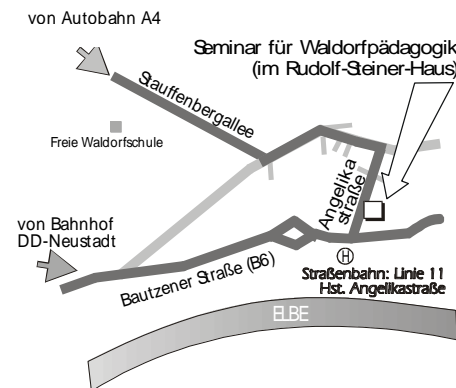 von Autobahn A4
Seminar für Waldorfpädagogik
(im Rudolf-Steiner-Haus)
Stauffenbergallee
Freie Waldorfschule
Angelika
straße
von Bahnhof
DD-Neustadt
Bautzener Straße (B6)
H
Straßenbahn: Linie 11
Hst. Angelikastraße
ELBE